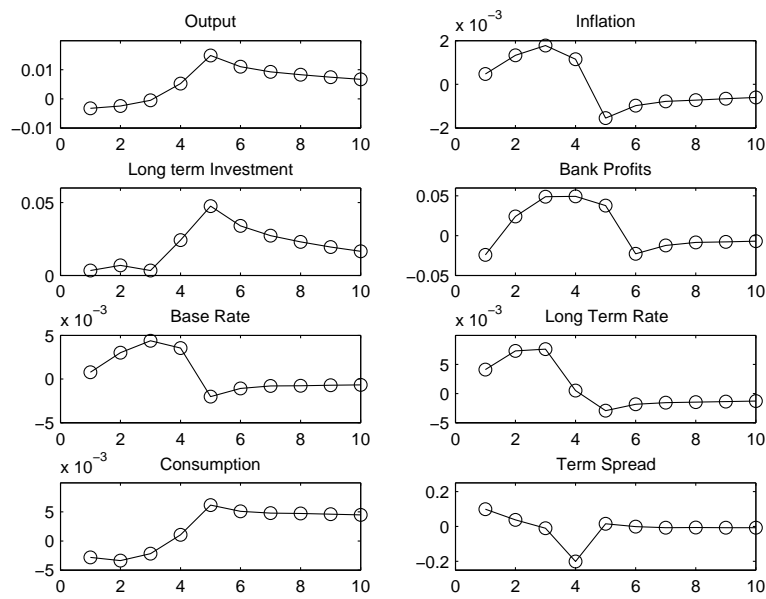 Output
0.01
0
−0.01
0 2 4 6 8 10
Inflation
x 10−3
2
0
−2
0 2 4 6 8 10
Long term Investment
0.05
0
0 2 4 6 8 10
Bank Profits
0.05
0
−0.05
0 2 4 6 8 10
Base Rate
x 10−3
5
0
−5
0 2 4 6 8 10
Long Term Rate
x 10−3
5
0
−5
0 2 4 6 8 10
Consumption
x 10−3
5
0
−5
0 2 4 6 8 10
Term Spread
0.2
0
−0.2
0 2 4 6 8 10